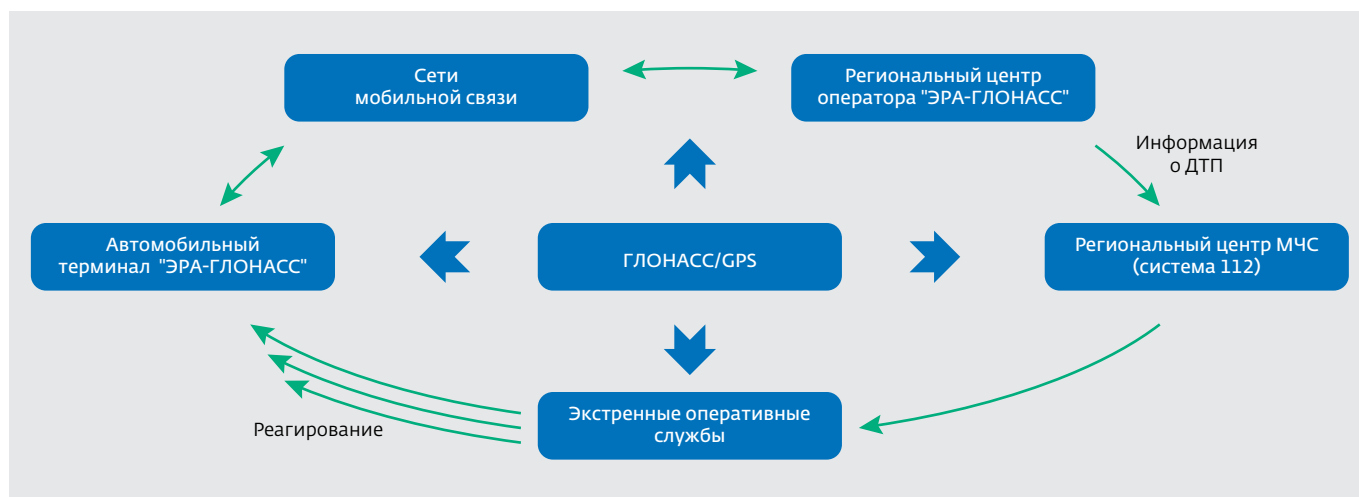 Сети
мобильной связи
Региональный центр
оператора "ЭРА-ГЛОНАСС"
Информация
о ДТП
Автомобильный
терминал "ЭРА-ГЛОНАСС"
ГЛОНАСС/GPS
Региональный центр МЧС
(система 112)
Экстренные оперативные
службы
Реагирование